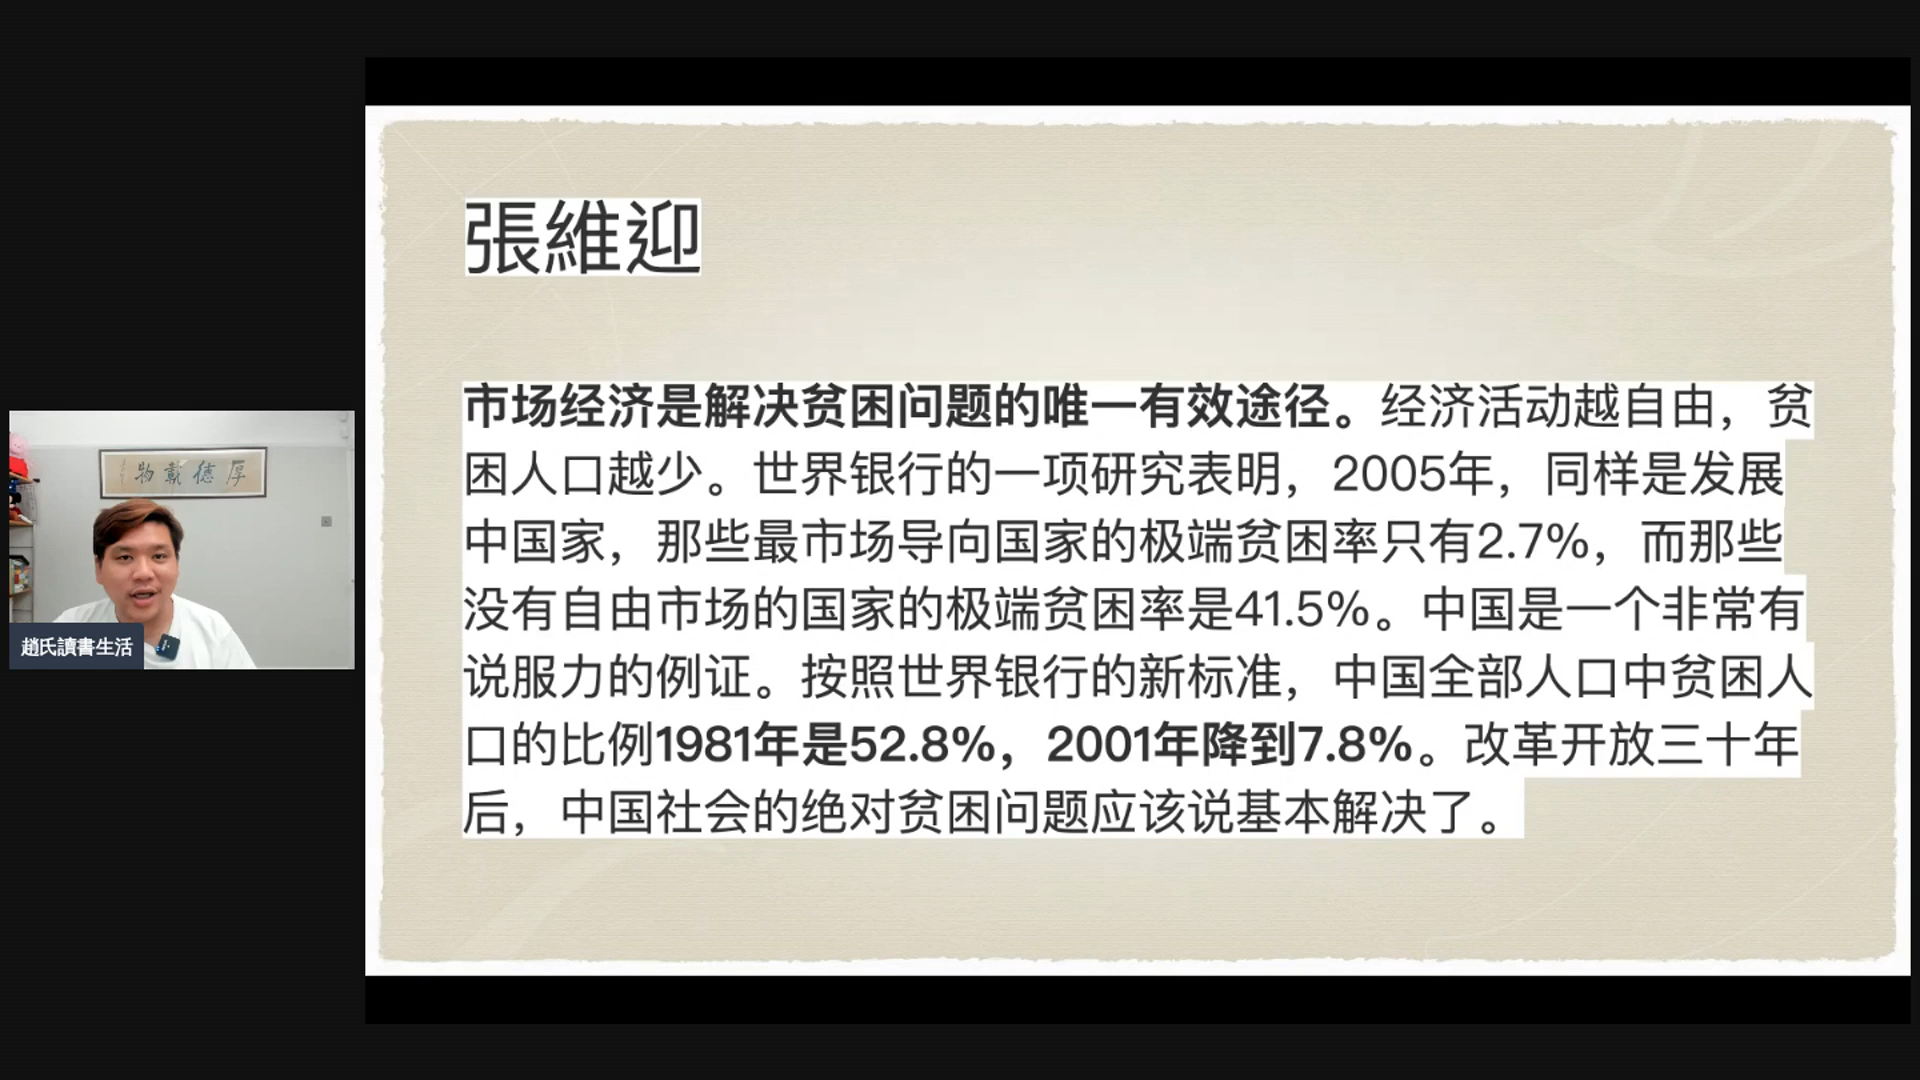 張維迎
市场经济是解决贫困问题的唯一有效途径。经济活动越自由，贫
困人口越少。世界银行的一项研究表明，2005年，同样是发展
中国家，那些最市场导向国家的极端贫困率只有2.7%，而那些
没有自由市场的国家的极端贫困率是41.5%。中国是一个非常有
说服力的例证。按照世界银行的新标准，中国全部人口中贫困人
口的比例1981年是52.8%，2001年降到7.8%。改革开放三十年
后，中国社会的绝对贫困问题应该说基本解决了。
厚德載物
趙氏讀書生活